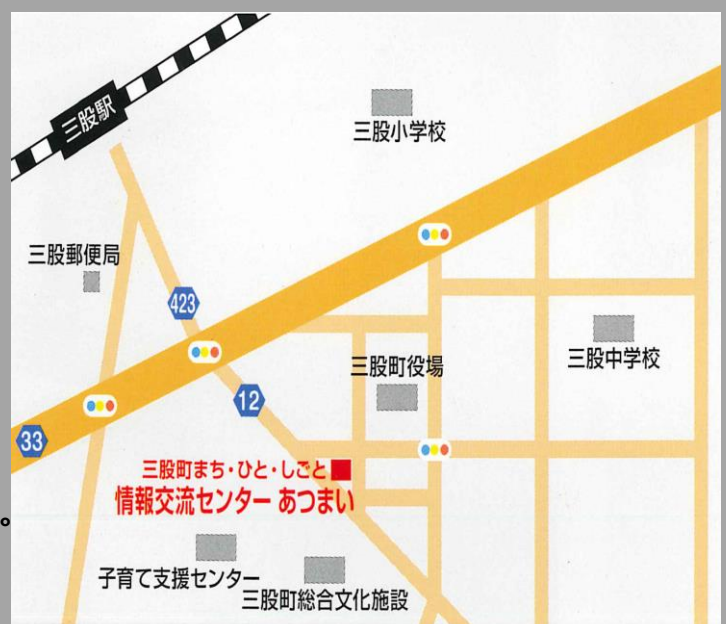 三股駅
三股小学校
三股郵便局
423
三股町役場
三股中学校
12
33
三股町まち・ひと・しごと
情報交流センター あつまい
。
子育て支援センター
三股町総合文化施設